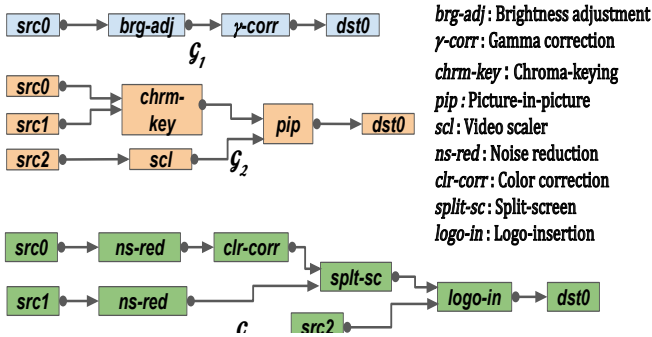 src0 brg-adj γ-corr dst0
𝒢1
src0
src1
src2
chrm-key
scl
pip
dst0
𝒢2
src0 ns-red clr-corr
src1 ns-red
splt-sc
src2
logo-in
dst0
brg-adj : Brightness adjustment
γ-corr : Gamma correction
chrm-key : Chroma-keying
pip : Picture-in-picture
scl : Video scaler
ns-red : Noise reduction
clr-corr : Color correction
split-sc : Split-screen
logo-in : Logo-insertion